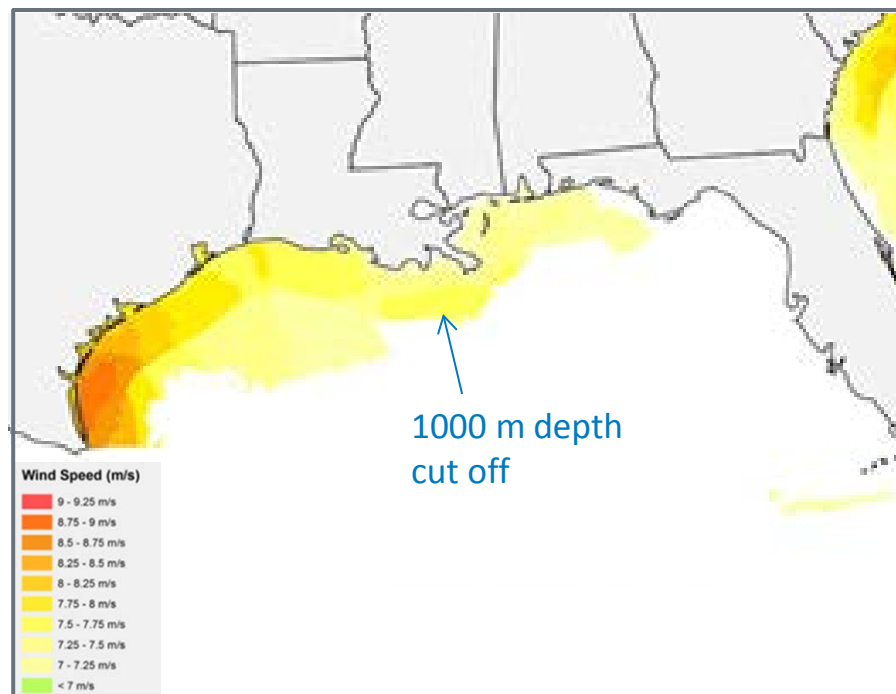 1000 m depth
cut off
Wind Speed (m/s)
9 - 9.25 m/s
8.75 - 9 m/s
8.5 - 8.75 m/s
8.25 - 8.5 m/s
8 - 8.25 m/s
7.75 - 8 m/s
7.5 - 7.75 m/s
7.25 - 7.5 m/s
7 - 7.25 m/s
< 7 m/s